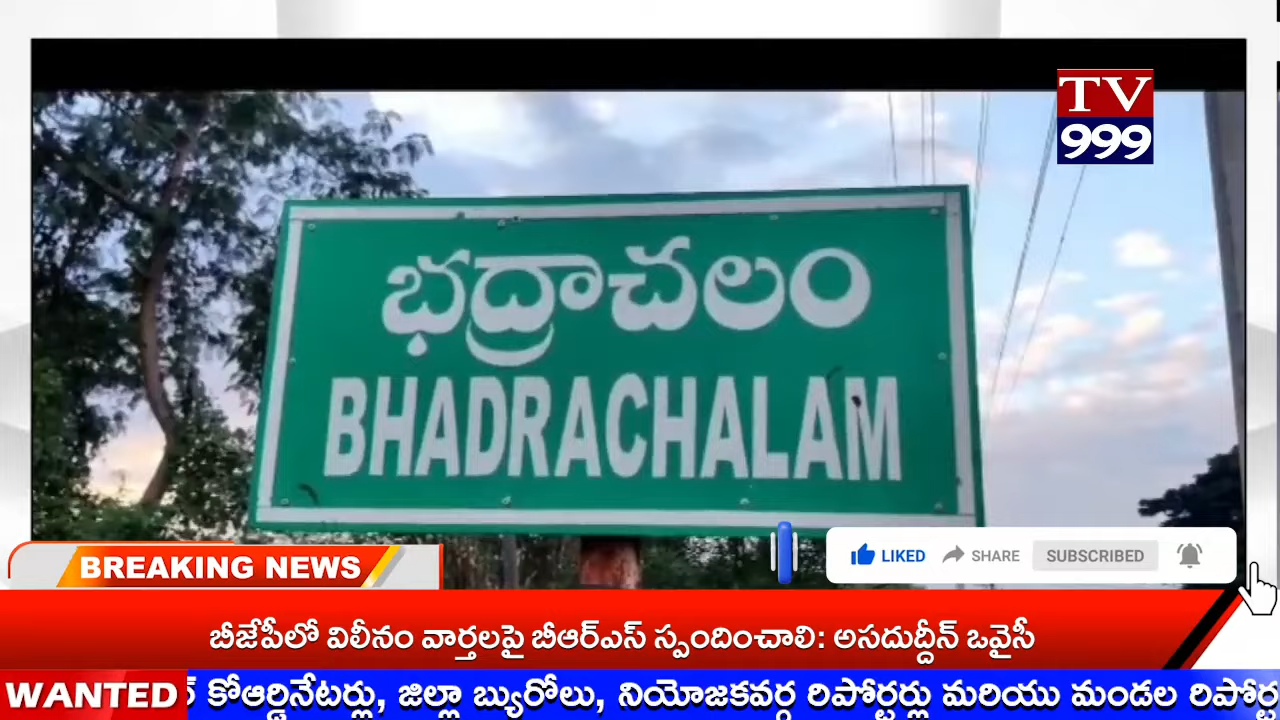 TV
999
భద్రాచలం
BHADRACHALAM
LIKED SHARE SUBSCRIBED
BREAKING NEWS
బీజేపీలో విలీనం వార్తలపై బీఆర్ఎస్ స్పందించాలి: అసదుద్దీన్ ఒవైసీ
WANTED కోఆర్డినేటర్లు, జిల్లా బ్యురోలు, నియోజకవర్గ రిపోర్టర్లు మరియు మండల